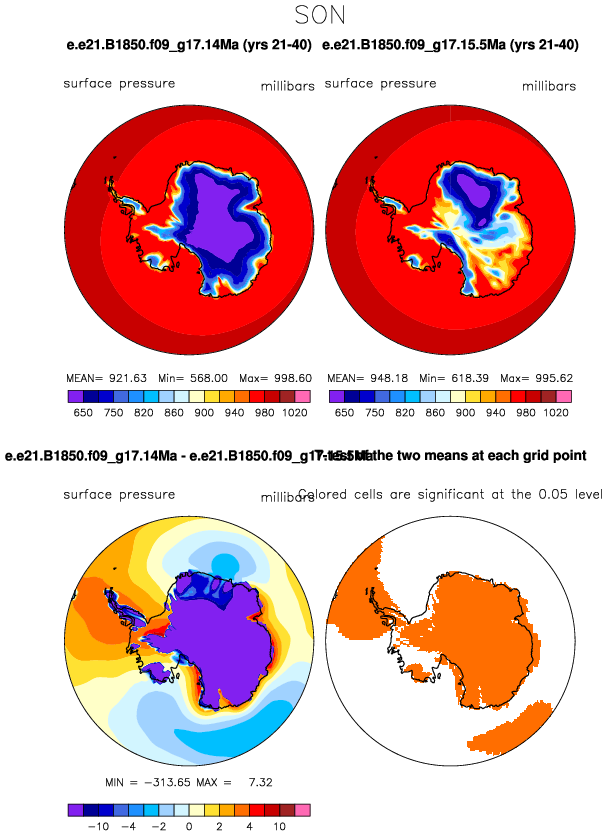 SON
e.e21.B1850.f09_g17.14Ma (yrs 21-40) e.e21.B1850.f09_g17.15.5Ma (yrs 21-40)
surface pressure millibars surface pressure millibars
MEAN= 921.63 Min= 568.00 Max= 998.60 MEAN= 948.18 Min= 618.39 Max= 995.62
650 750 820 860 900 940 980 1020 650 750 820 860 900 940 980 1020
e.e21.B1850.f09_g17.14Ma - e.e21.B1850.f09_g17.15.5Ma T-test of the two means at each grid point
surface pressure millibars Colored cells are significant at the 0.05 level
MIN = -313.65 MAX = 7.32
-10 -6 -4 -2 0 2 4 10